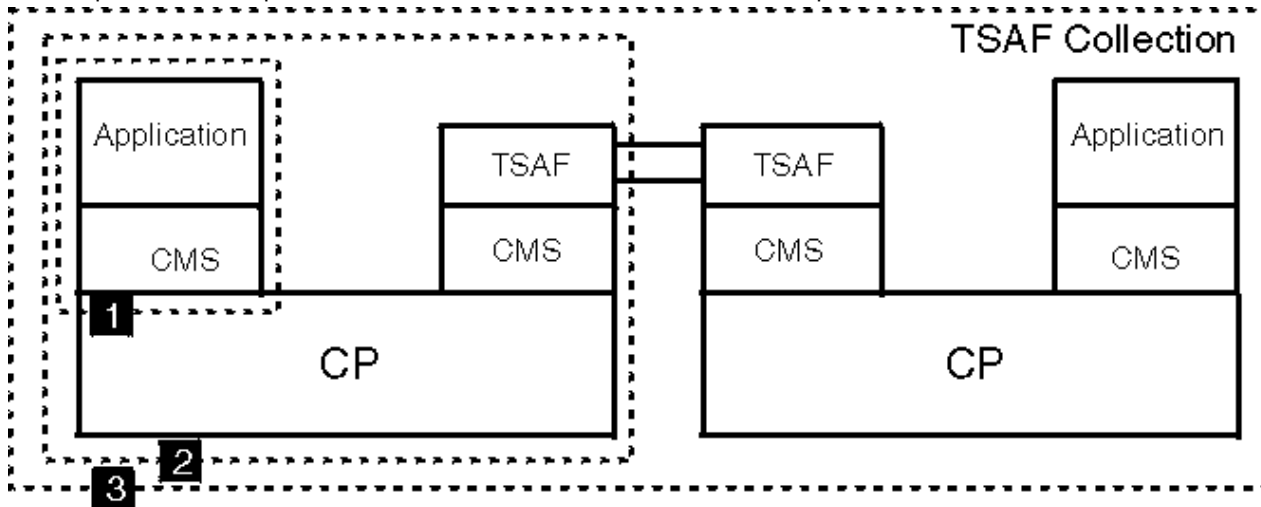 TSAF Collection
Application
TSAF
TSAF
Application
CMS
CMS
CMS
CMS
1
CP
CP
2
3